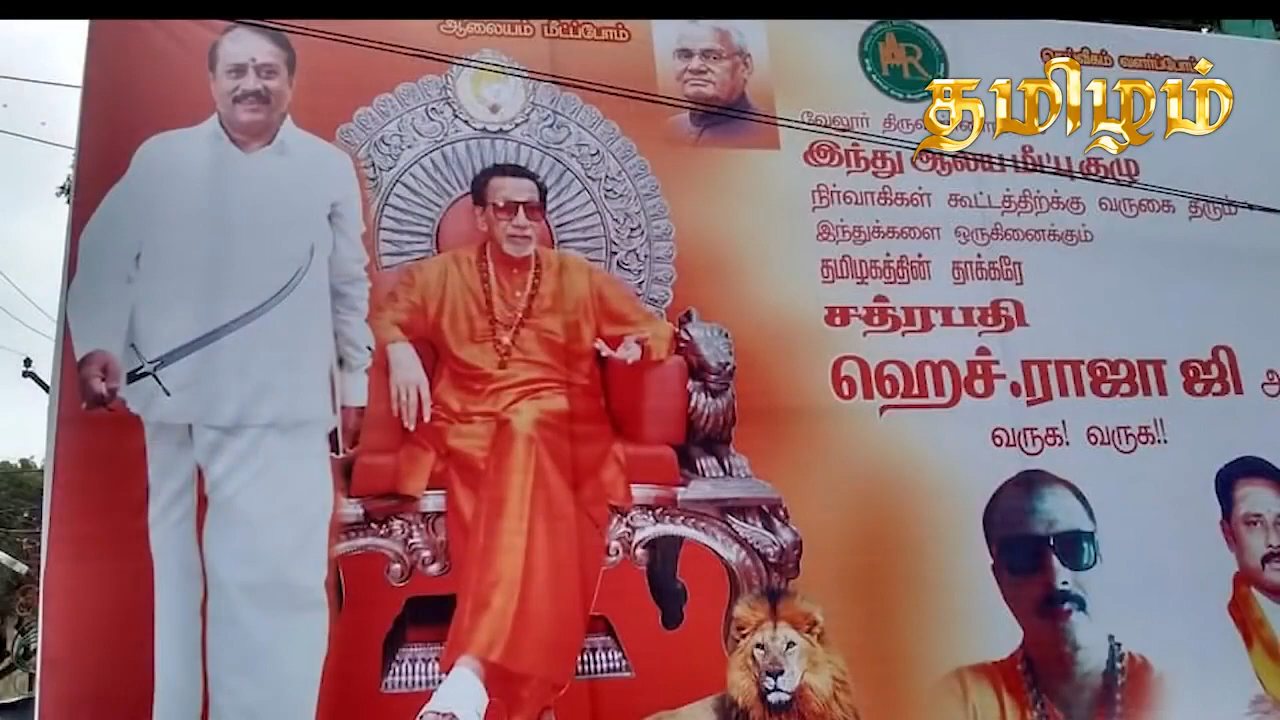 ஆலயம் மீட்ப்போம்
AR
தமிழம்
வேலூர்
இந்து ஆலய மீட்பு குழு
நிர்வாகிகள் கூட்டத்திற்க்கு வருகை தரும்
இந்துக்களை ஒருகினைக்கும்
தமிழகத்தின் தாக்கரே
சத்ரபதி
ஹெச்.ராஜா ஜி
வருக! வருக!!